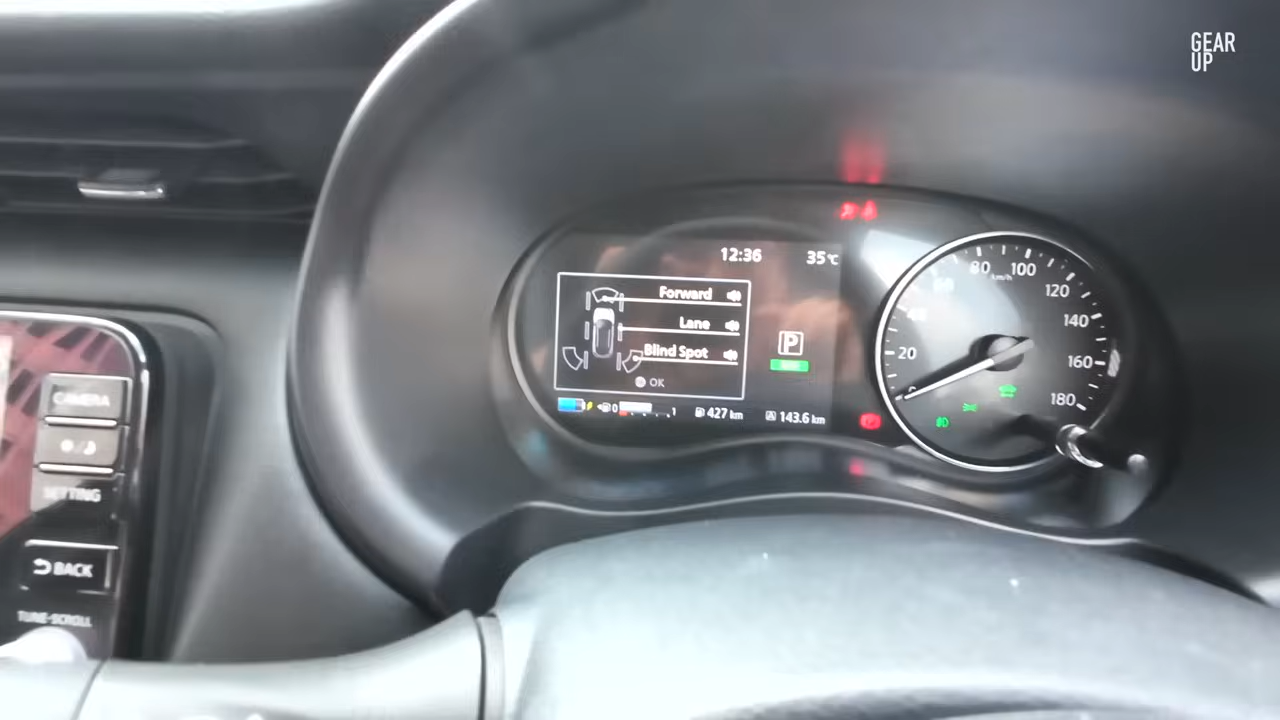 GEAR
UP
12:36 35°C
Forward
Lane
Blind Spot
OK
P
427 km
143.6 km
0
20
80
100
120
140
160
180
km/h
CAMERA
SETTING
BACK
TUNE·SCROLL